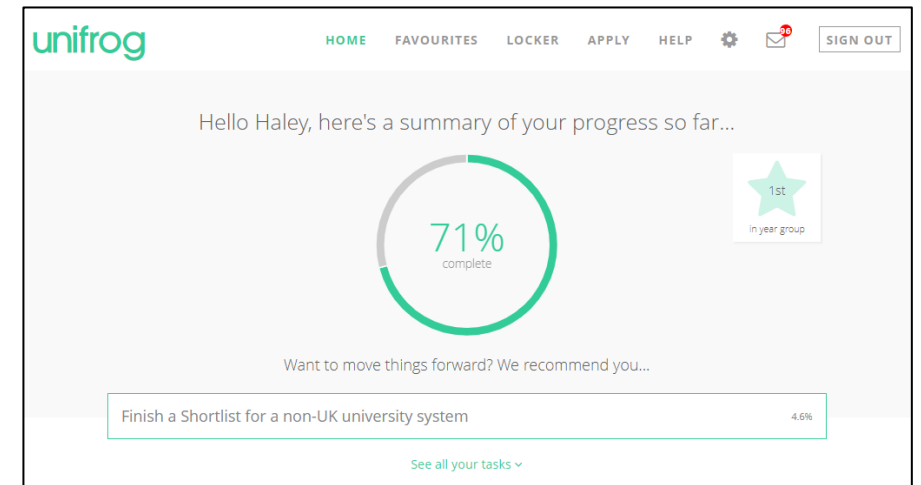 unifrog
HOME FAVOURITES LOCKER APPLY HELP 96 SIGN OUT
Hello Haley, here's a summary of your progress so far...
1st
in year group
71%
complete
Want to move things forward? We recommend you...
Finish a Shortlist for a non-UK university system 4.6%
See all your tasks